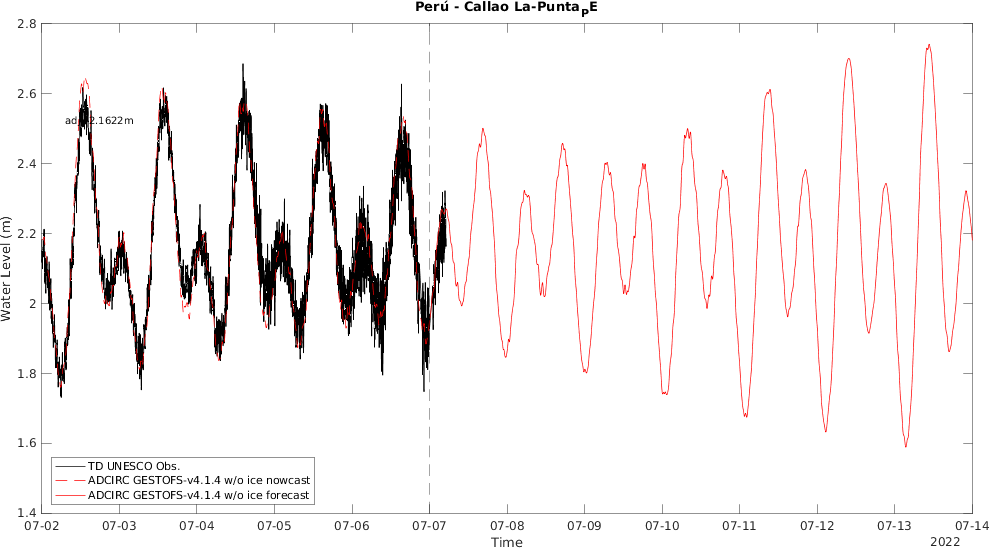 Perú - Callao La-PuntaPE
2.8
2.6
2.4
2.2
2
1.8
1.6
1.4
Water Level (m)
2.1622m
TD UNESCO Obs.
ADCIRC GESTOFS-v4.1.4 w/o ice nowcast
ADCIRC GESTOFS-v4.1.4 w/o ice forecast
07-02 07-03 07-04 07-05 07-06 07-07 07-08 07-09 07-10 07-11 07-12 07-13 07-14
Time
2022